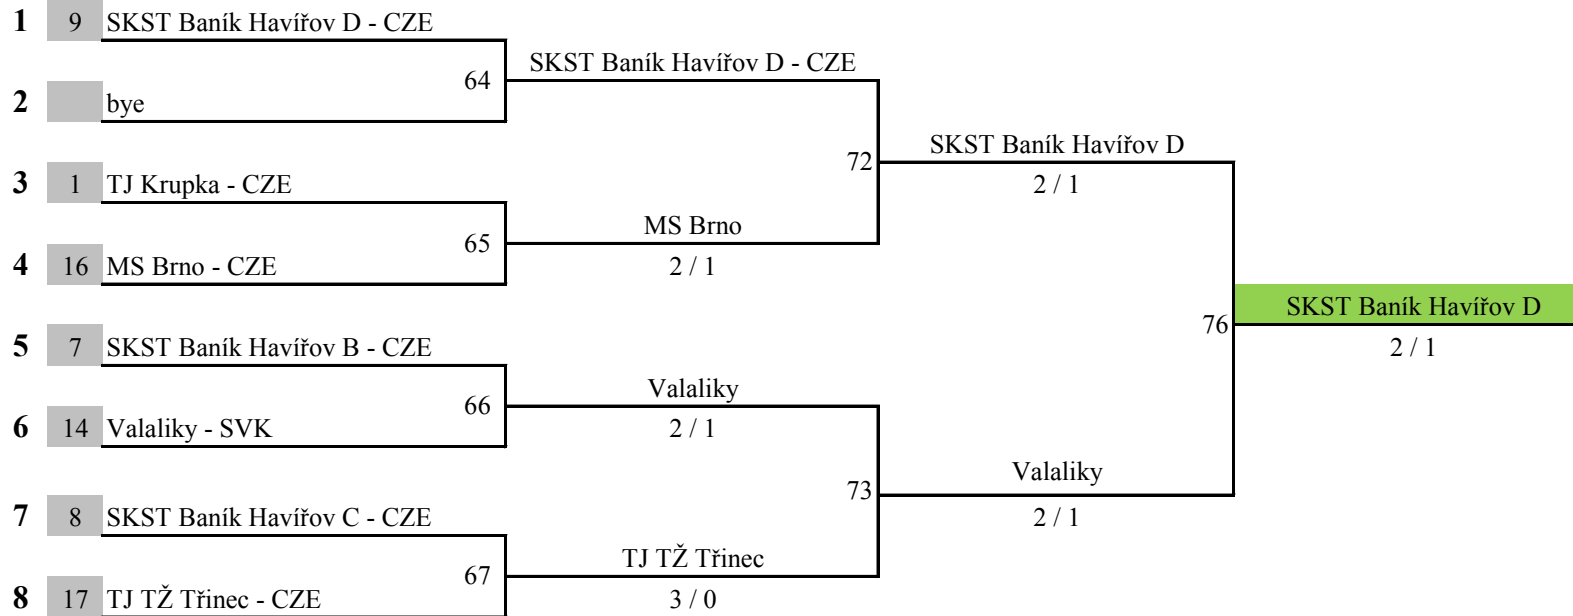 1 9 SKST Baník Havířov D - CZE
64 SKST Baník Havířov D - CZE
2 bye
72 SKST Baník Havířov D
2 / 1
3 1 TJ Krupka - CZE
65 MS Brno
2 / 1
4 16 MS Brno - CZE
76 SKST Baník Havířov D
2 / 1
5 7 SKST Baník Havířov B - CZE
66 Valaliky
2 / 1
6 14 Valaliky - SVK
73 Valaliky
2 / 1
7 8 SKST Baník Havířov C - CZE
67 TJ TŽ Třinec
3 / 0
8 17 TJ TŽ Třinec - CZE